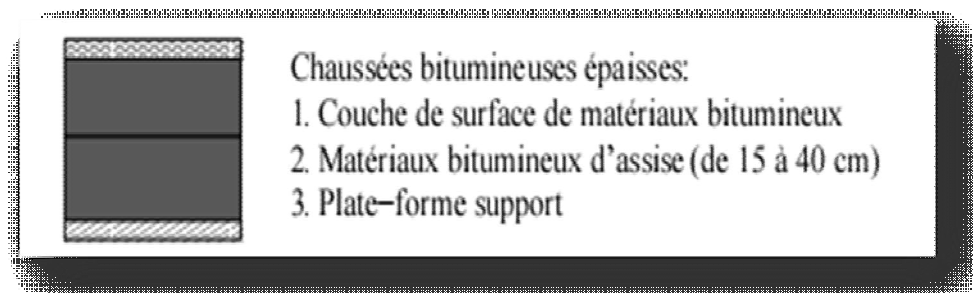 Chaussées bitumineuses épaisses:
1. Couche de surface de matériaux bitumineux
2. Matériaux bitumineux d’assise (de 15 à 40 cm)
3. Plate–forme support